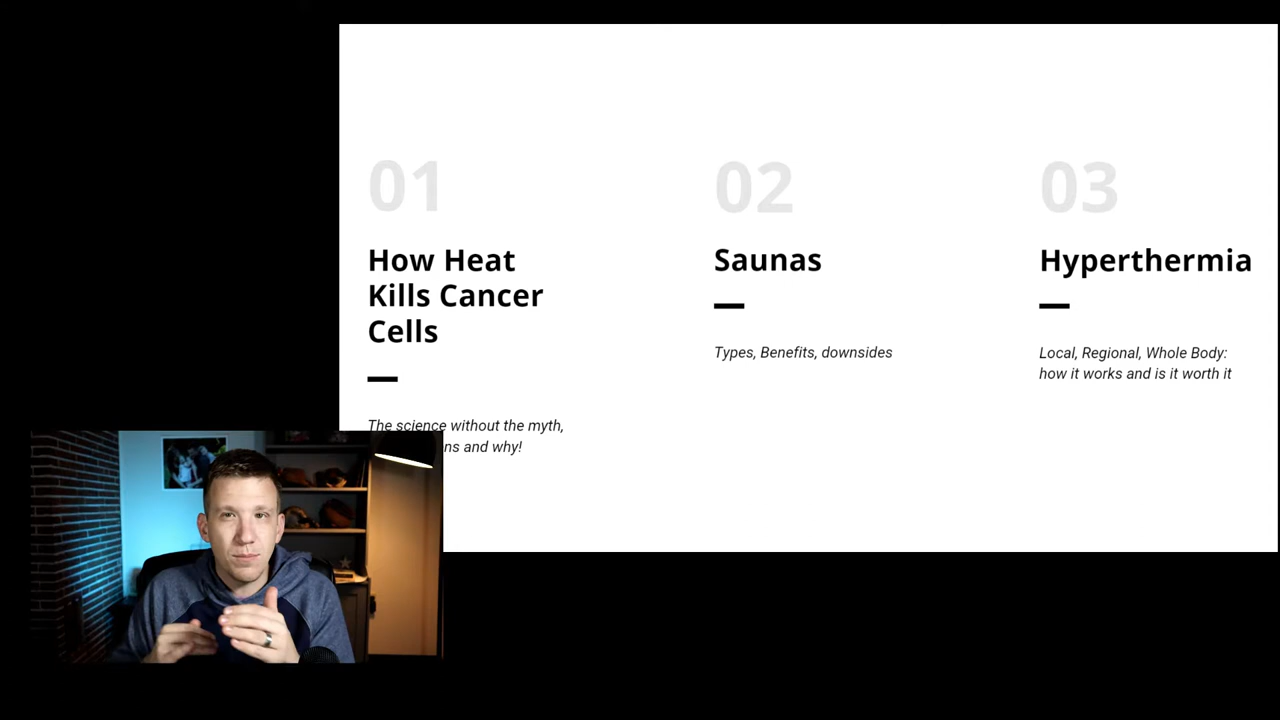 01
How Heat
Kills Cancer
Cells
The science without the myth,
and why!
02
Saunas
Types, Benefits, downsides
03
Hyperthermia
Local, Regional, Whole Body:
how it works and is it worth it